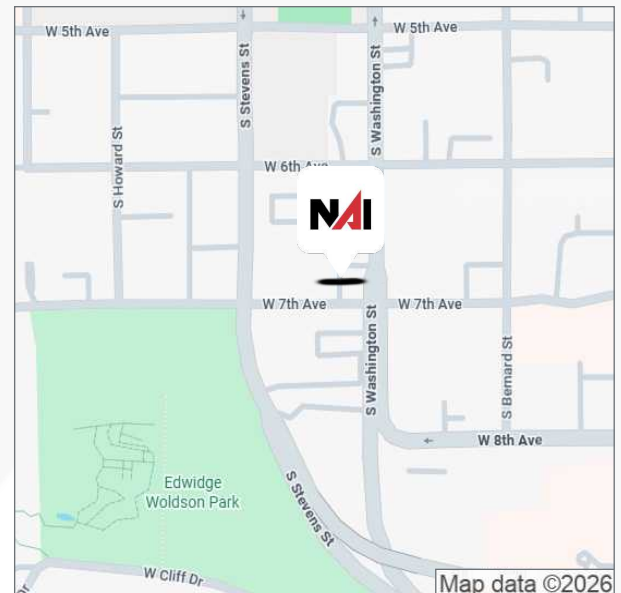 W 5th Ave
W 5th Ave
S Stevens St
S Washington St
S Howard St
W 6th Ave
NAI
W 7th Ave
W 7th Ave
S Washington St
S Bernard St
W 8th Ave
Edwidge
Woldson Park
S Stevens St
W Cliff Dr
Map data ©2026